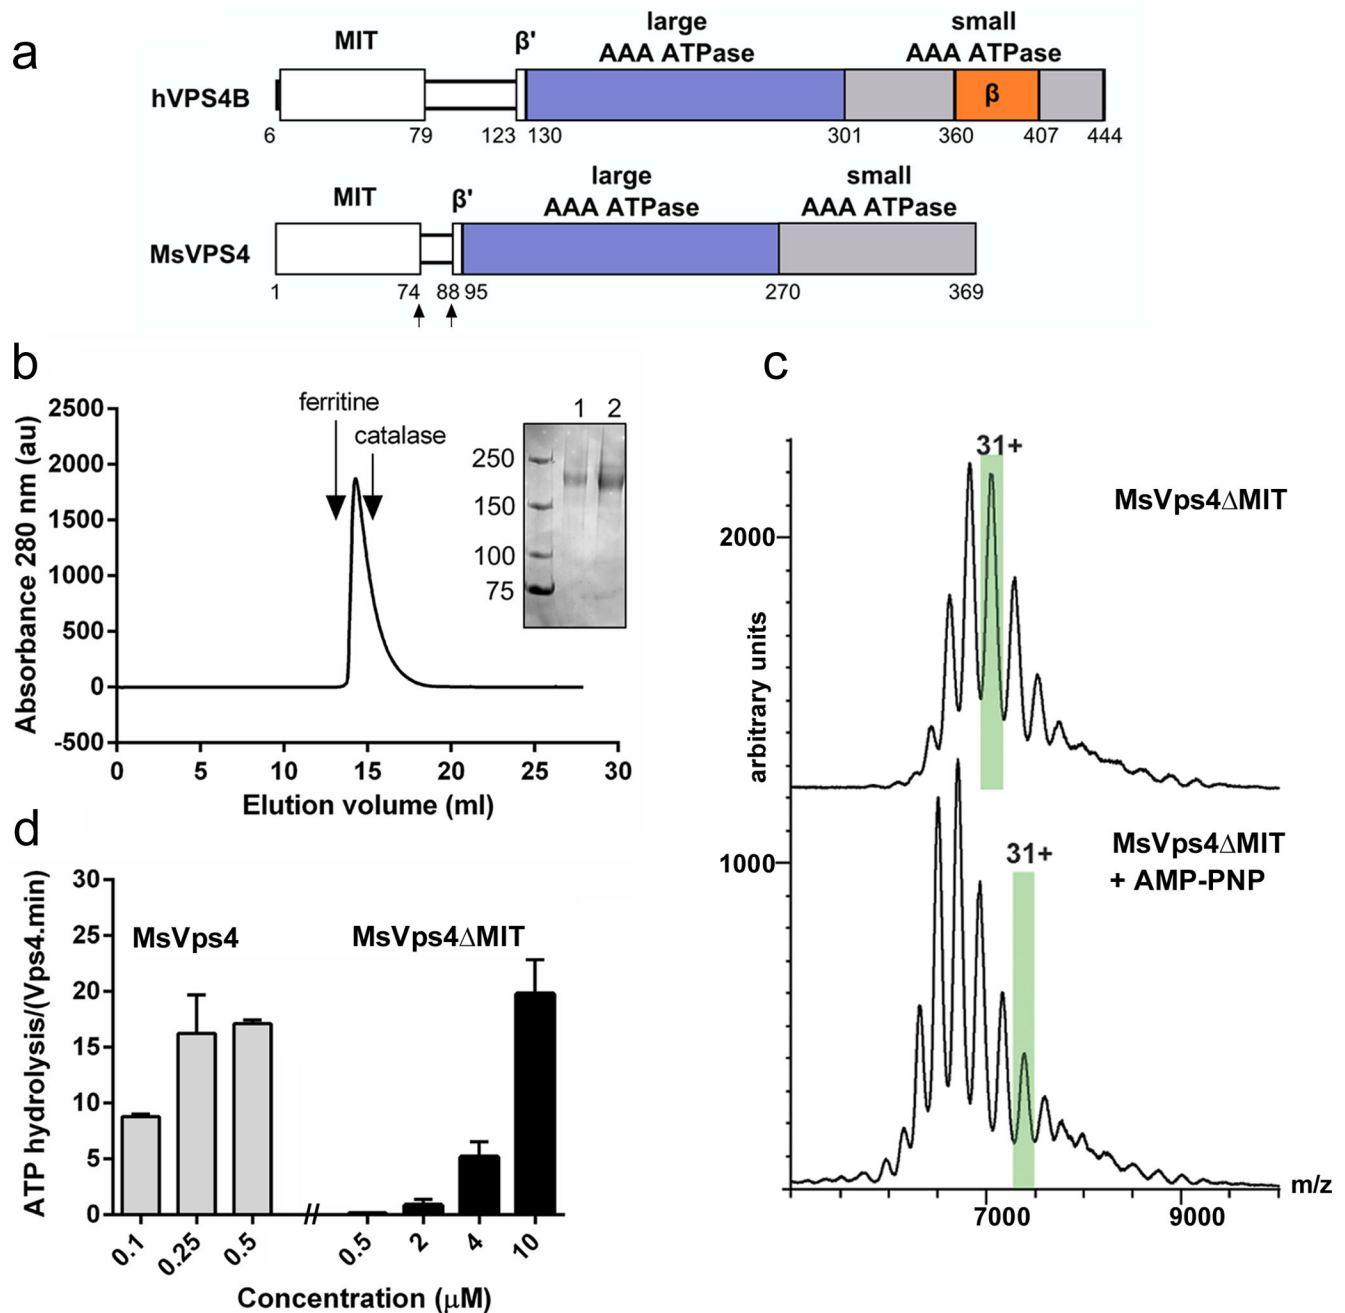 a
MIT
β'
large
AAA ATPase
small
AAA ATPase
hVPS4B
β
6
79
123
130
301
360
407
444
MIT
β'
large
AAA ATPase
small
AAA ATPase
MsVPS4
1
74
88
95
270
369
b
Absorbance 280 nm (au)
2500
2000
1500
1000
500
0
-500
ferritine
catalase
1
2
250
150
100
75
0
5
10
15
20
25
30
Elution volume (ml)
c
31+
MsVps4ΔMIT
2000
arbitrary units
1000
31+
MsVps4ΔMIT
+ AMP-PNP
7000
9000
m/z
d
ATP hydrolysis/(Vps4.min)
30
25
20
15
10
5
0
MsVps4
MsVps4ΔMIT
0.1
0.25
0.5
//
0.5
2
4
10
Concentration (μM)